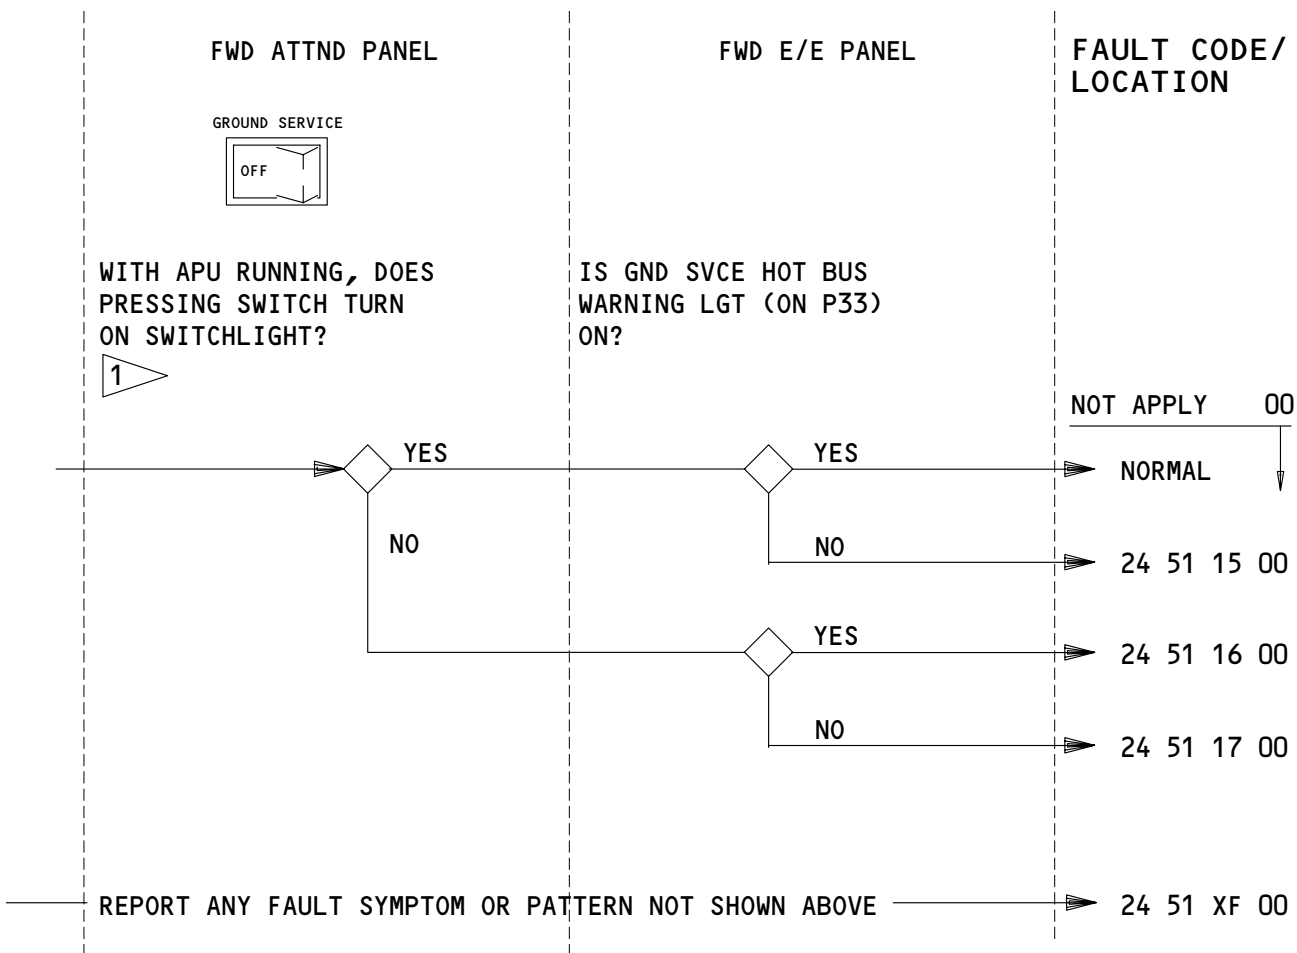 FWD ATTND PANEL
FWD E/E PANEL
FAULT CODE/
LOCATION
GROUND SERVICE
OFF
WITH APU RUNNING, DOES
PRESSING SWITCH TURN
ON SWITCHLIGHT?
1
IS GND SVCE HOT BUS
WARNING LGT (ON P33)
ON?
NOT APPLY 00
YES
YES
NORMAL
NO
NO
24 51 15 00
YES
24 51 16 00
NO
24 51 17 00
REPORT ANY FAULT SYMPTOM OR PATTERN NOT SHOWN ABOVE
24 51 XF 00